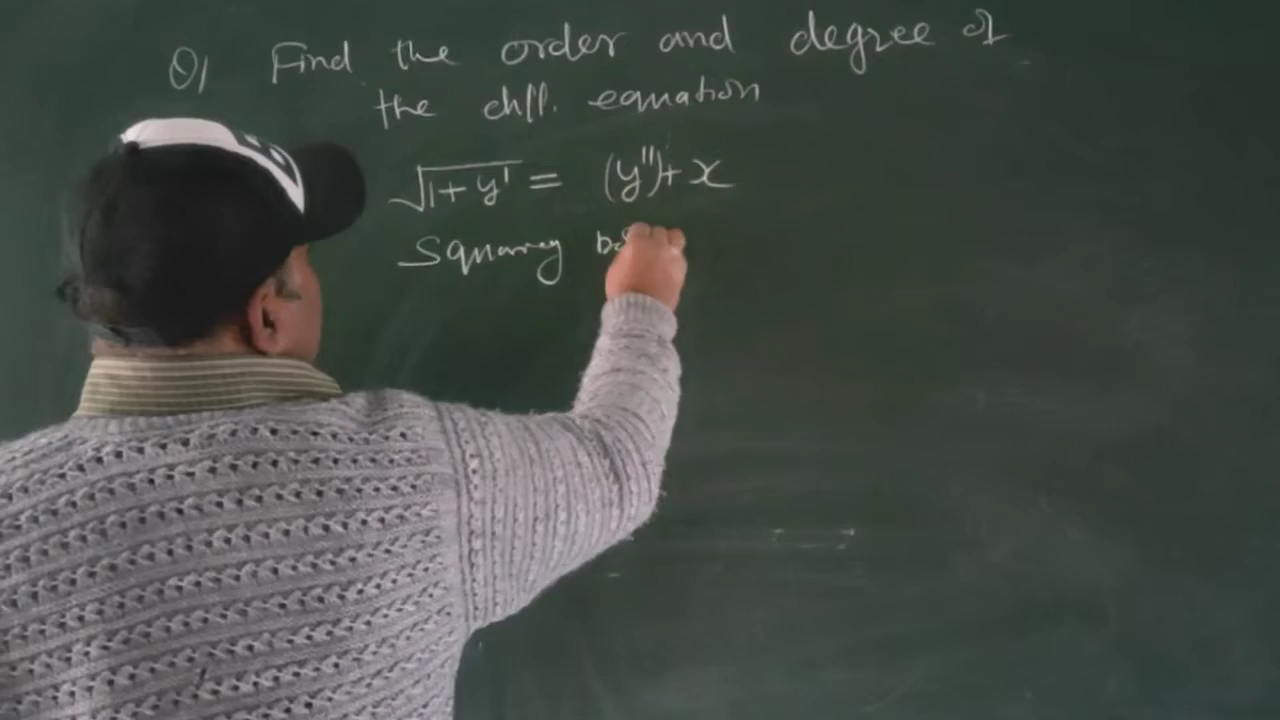 Q1 Find the order and degree of
the diff. equation
√1+y' = (y")+x
Squaring